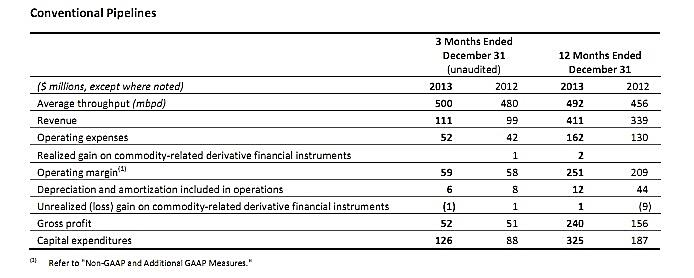 Conventional Pipelines
3 Months Ended
December 31 12 Months Ended
(unaudited) December 31
($ millions, except where noted) 2013 2012 2013 2012
Average throughput (mbpd) 500 480 492 456
Revenue 111 99 411 339
Operating expenses 52 42 162 130
Realized gain on commodity-related derivative financial instruments 1 2
Operating margin(1) 59 58 251 209
Depreciation and amortization included in operations 6 8 12 44
Unrealized (loss) gain on commodity-related derivative financial instruments (1) 1 1 (9)
Gross profit 52 51 240 156
Capital expenditures 126 88 325 187
(1) Refer to "Non-GAAP and Additional GAAP Measures."